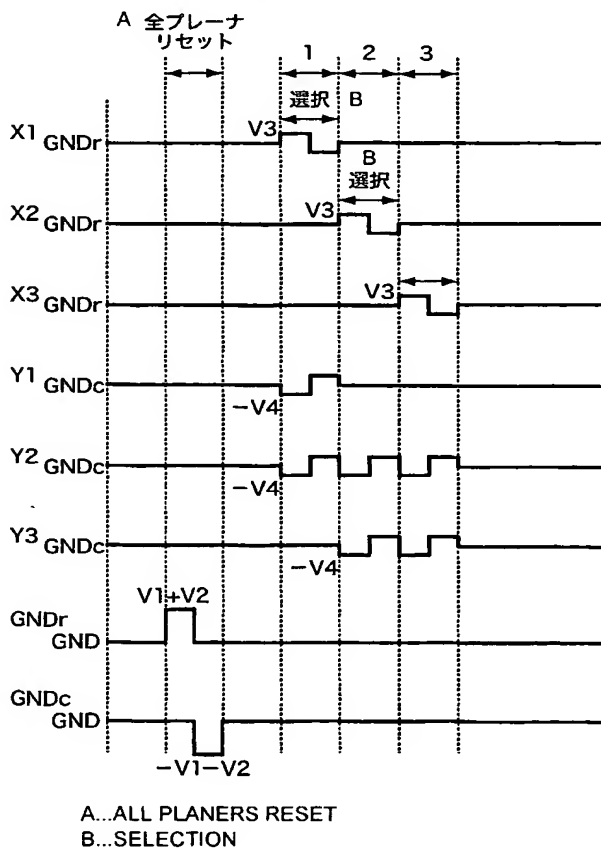 A 全プレーナ
リセット
1 2 3
選択 B
X1 GNDr V3
B
選択
X2 GNDr V3
X3 GNDr V3
Y1 GNDc
−V4
Y2 GNDc
−V4
Y3 GNDc
−V4
V1+V2
GNDr
GND
GNDc
GND
−V1−V2
A...ALL PLANERS RESET
B...SELECTION